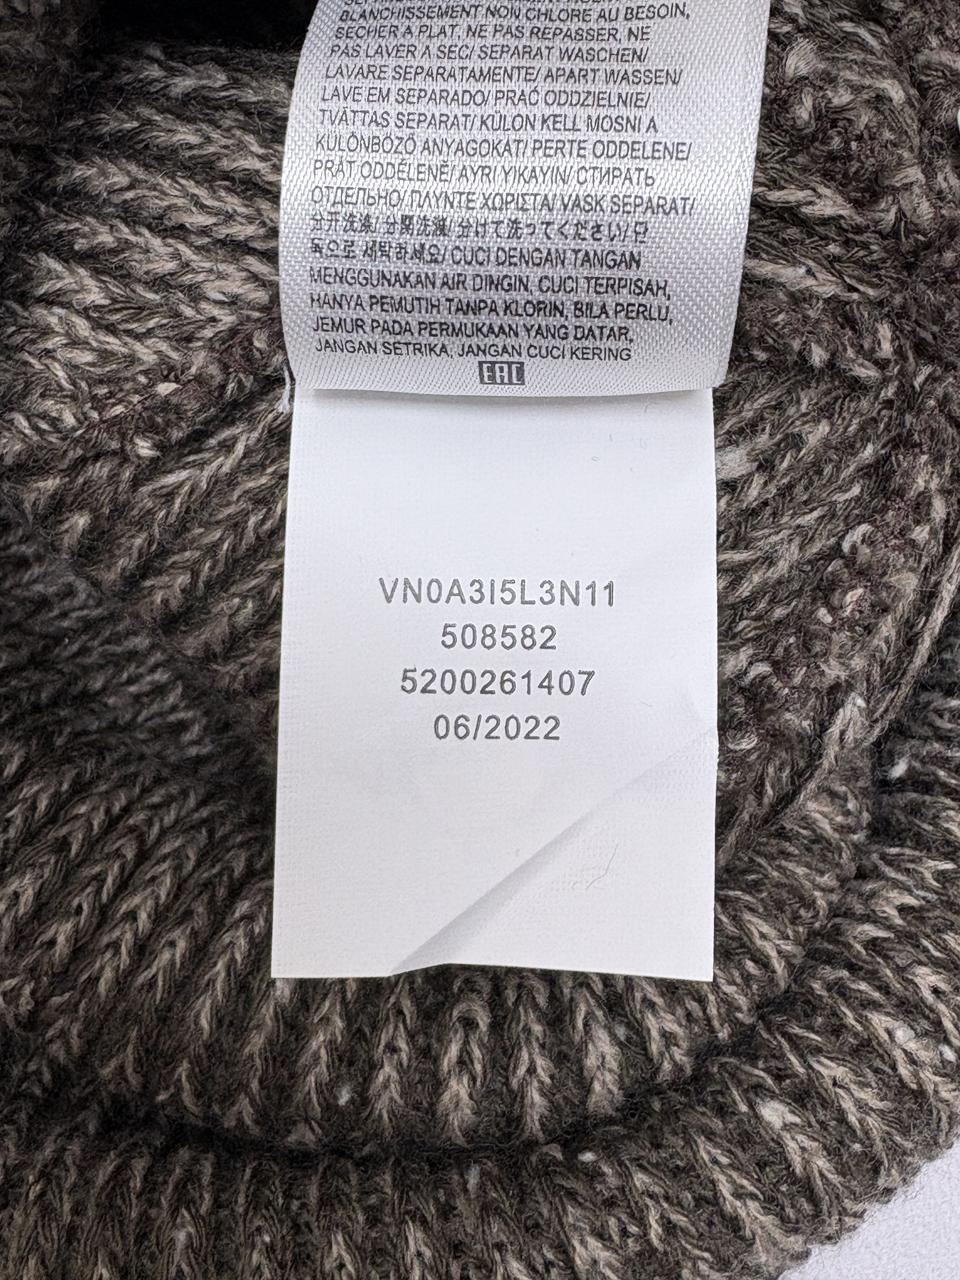 BLANCHISSEMENT NON CHLORE AU BESOIN,
SECHER A PLAT, NE PAS REPASSER, NE
PAS LAVER A SEC/ SEPARAT WASCHEN/
LAVARE SEPARATAMENTE/ APART WASSEN/
LAVE EM SEPARADO/ PRAĆ ODDZIELNIE/
TVÄTTAS SEPARAT/ KÜLÖN KELL MOSNI A
KÜLÖNBÖZŐ ANYAGOKAT/ PERTE ODDELENE/
PRÁT ODDĚLENĚ/ AYRI YIKAYIN/ СТИРАТЬ
ОТДЕЛЬНО/ ΠΛΥΝΤΕ ΧΩΡΙΣΤΑ/ VASK SEPARAT/
分开洗涤/ 分開洗滌/ 分けて洗ってください/ 단
독으로 세탁하세요/ CUCI DENGAN TANGAN
MENGGUNAKAN AIR DINGIN, CUCI TERPISAH,
HANYA PEMUTIH TANPA KLORIN, BILA PERLU,
JEMUR PADA PERMUKAAN YANG DATAR,
JANGAN SETRIKA, JANGAN CUCI KERING
EAC
VN0A3I5L3N11
508582
5200261407
06/2022